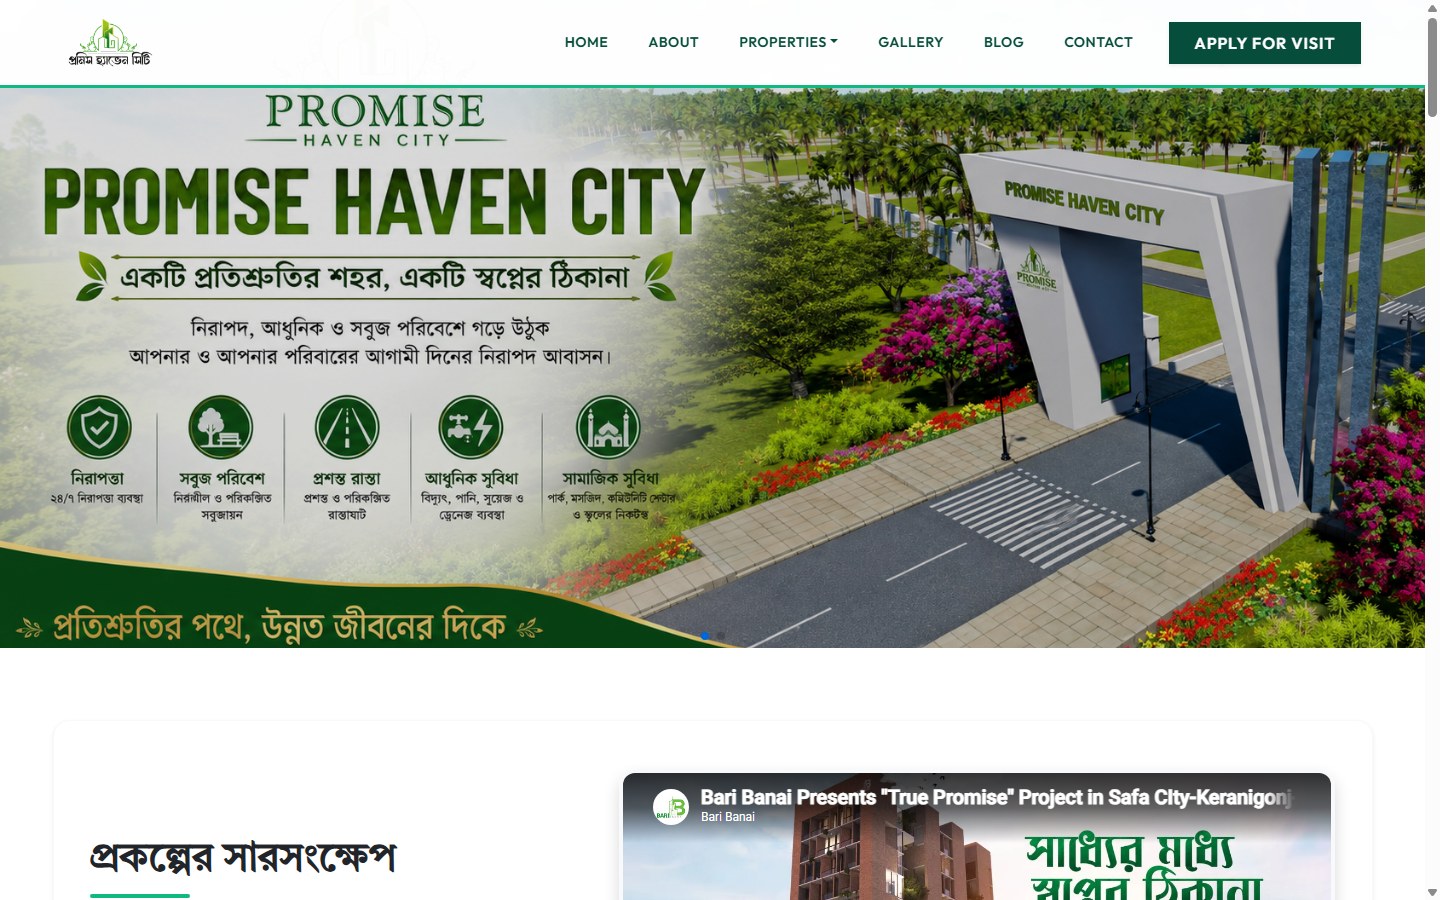 প্রমিস হ্যাভেন সিটি
HOME
ABOUT
PROPERTIES
GALLERY
BLOG
CONTACT
APPLY FOR VISIT
PROMISE
HAVEN CITY
PROMISE HAVEN CITY
একটি প্রতিশ্রুতির শহর, একটি স্বপ্নের ঠিকানা
নিরাপদ, আধুনিক ও সবুজ পরিবেশে গড়ে উঠুক
আপনার ও আপনার পরিবারের আগামী দিনের নিরাপদ আবাসন।
নিরাপত্তা
২৪/৭ নিরাপত্তা ব্যবস্থা
সবুজ পরিবেশ
ও পরিকল্পিত
সবুজায়ন
প্রশস্ত রাস্তা
প্রশস্ত ও পরিকল্পিত
রাস্তাঘাট
আধুনিক সুবিধা
বিদ্যুৎ, পানি, সুয়েজ ও
ড্রেনেজ ব্যবস্থা
সামাজিক সুবিধা
পার্ক, মসজিদ, কমিউনিটি সেন্টার
ও স্কুলের
প্রতিশ্রুতির পথে, উন্নত জীবনের দিকে
PROMISE HAVEN CITY
PROMISE
প্রকল্পের সারসংক্ষেপ
Bari Banai Presents "True Promise" Project in Safa CIty-Keranigonj
Bari Banai
সাধ্যের মধ্যে
স্বপ্নের ঠিকানা